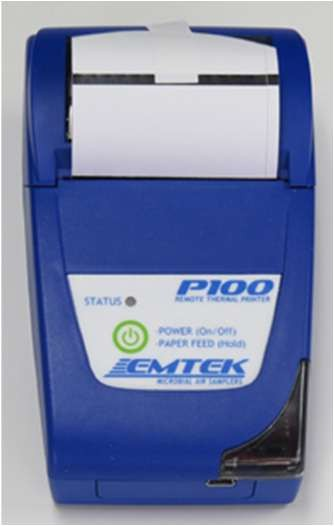 P100
REMOTE THERMAL PRINTER
STATUS
-POWER (On/Off)
-PAPER FEED (Hold)
EMTEK
MICROBIAL AIR SAMPLERS